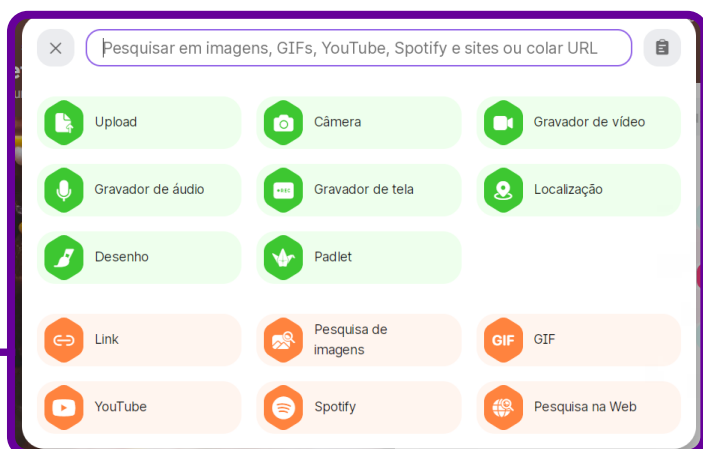 Pesquisar em imagens, GIFs, YouTube, Spotify e sites ou colar URL
Upload
Câmera
Gravador de vídeo
Gravador de áudio
REC
Gravador de tela
Localização
Desenho
Padlet
Link
Pesquisa de
imagens
GIF
GIF
YouTube
Spotify
Pesquisa na Web